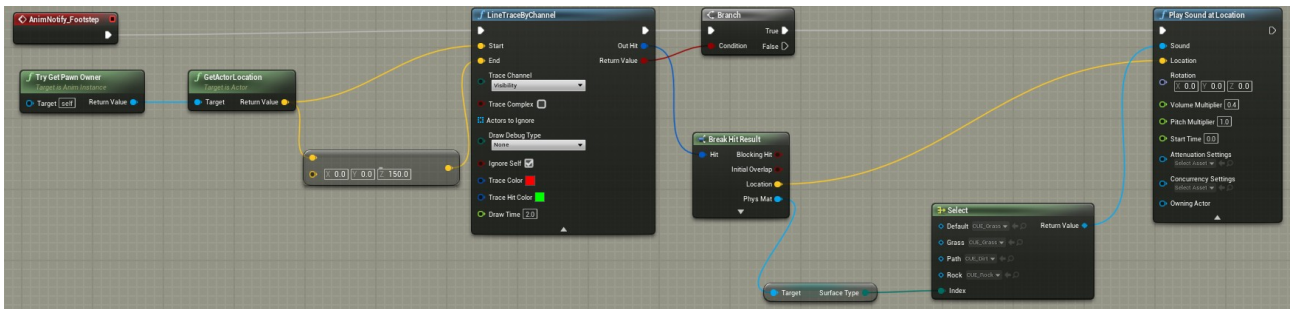 AnimNotify_Footstep
Try Get Pawn Owner
Target is Anim Instance
Target self Return Value
GetActorLocation
Target is Actor
Target Return Value
X 0.0 Y 0.0 Z 150.0
LineTraceByChannel
Start Out Hit
End Return Value
Trace Channel
Visibility
Trace Complex
Actors to Ignore
Draw Debug Type
None
Ignore Self
Trace Color
Trace Hit Color
Draw Time 2.0
Branch
True
Condition False
Break Hit Result
Hit Blocking Hit
Initial Overlap
Location
Phys Mat
Target Surface Type
Select
Default CUE_Grass Return Value
Grass CUE_Grass
Path CUE_Dirt
Rock CUE_Rock
Index
Play Sound at Location
Sound
Location
Rotation
X 0.0 Y 0.0 Z 0.0
Volume Multiplier 0.4
Pitch Multiplier 1.0
Start Time 0.0
Attenuation Settings
Select Asset
Concurrency Settings
Select Asset
Owning Actor